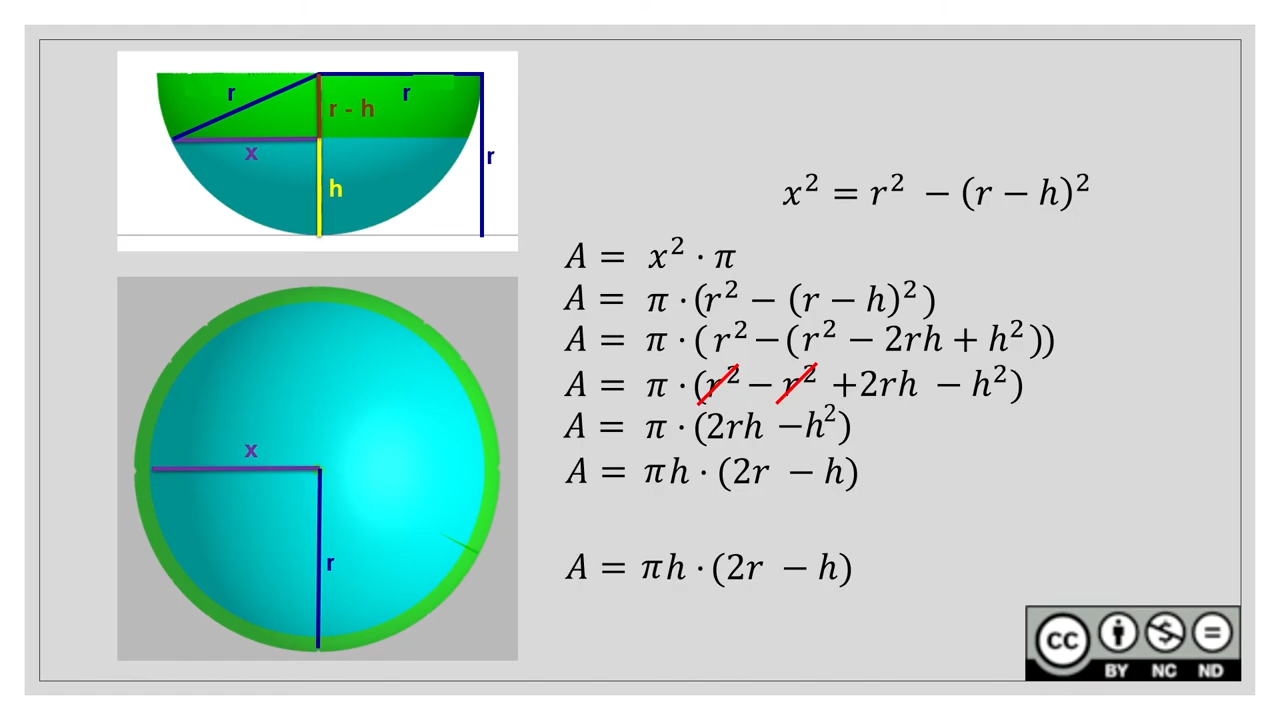 r
r
r - h
x
r
h
x² = r² − (r − h)²
A = x² · π
A = π · (r² − (r − h)²)
A = π · (r² − (r² − 2rh + h²))
A = π · (r² − r² +2rh − h²)
A = π · (2rh −h²)
A = πh · (2r − h)
x
r
A = πh · (2r − h)
CC
BY NC ND